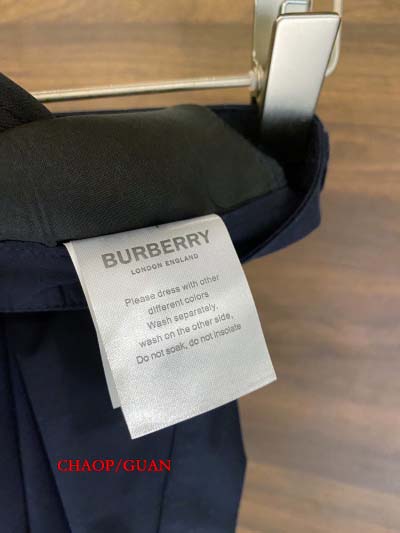 BURBERRY
LONDON ENGLAND
Please dress with other
different colors
Wash separately,
wash on the other side,
Do not soak, do not insolate
CHAOP/GUAN